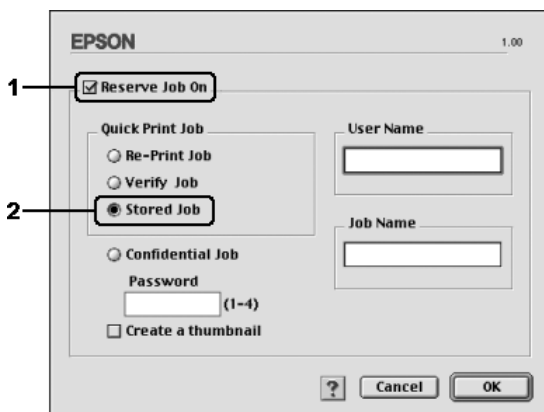 EPSON
1.00
1
Reserve Job On
Quick Print Job
Re-Print Job
Verify Job
2
Stored Job
Confidential Job
Password
(1-4)
Create a thumbnail
User Name
Job Name
?
Cancel
OK